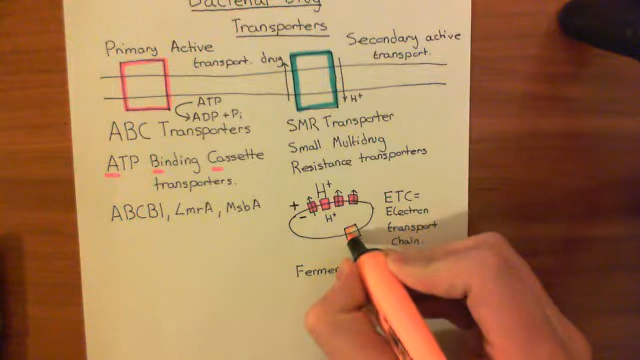 Bacterial Drug
Transporters
Primary Active
transport.
ATP
ADP + Pi
ABC Transporters
ATP Binding Cassette
transporters.
ABCB1, LmrA, MsbA
Secondary active
transport.
drug
H+
SMR Transporter
Small Multidrug
Resistance transporters
H+
+
-
H+
ETC=
Electron
transport
Chain.